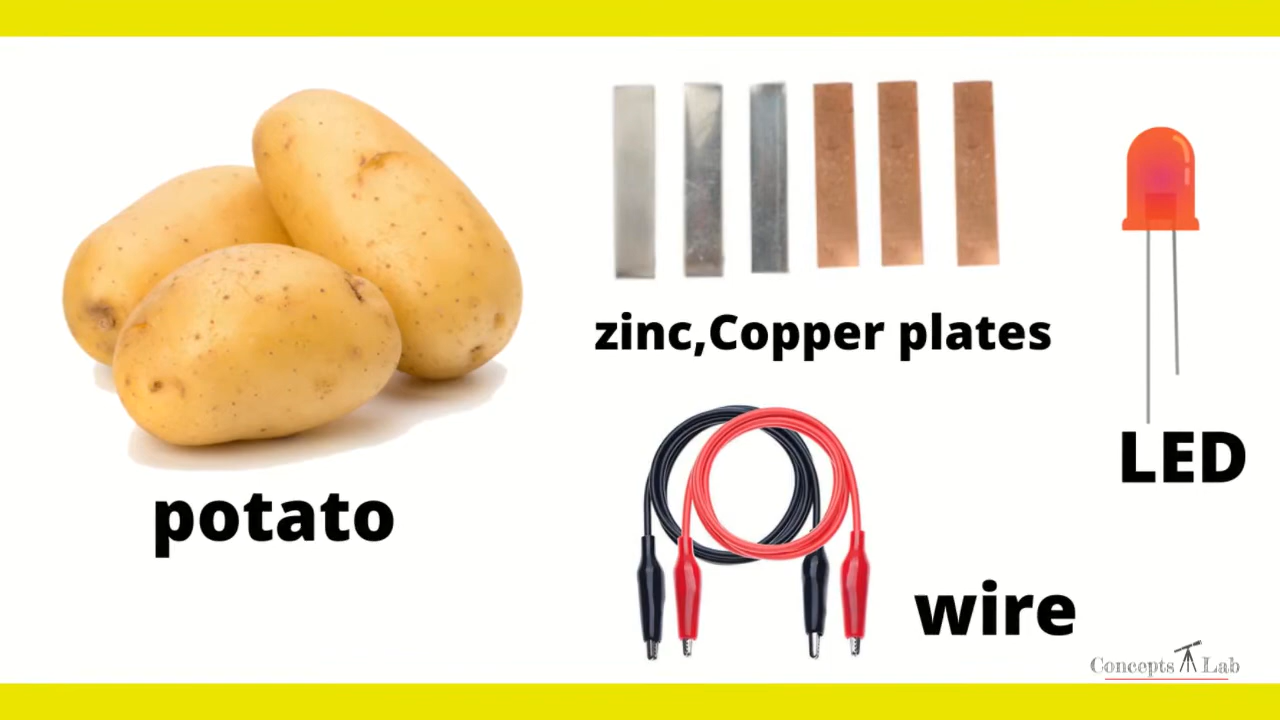 zinc,Copper plates
LED
potato
wire
Concepts Lab